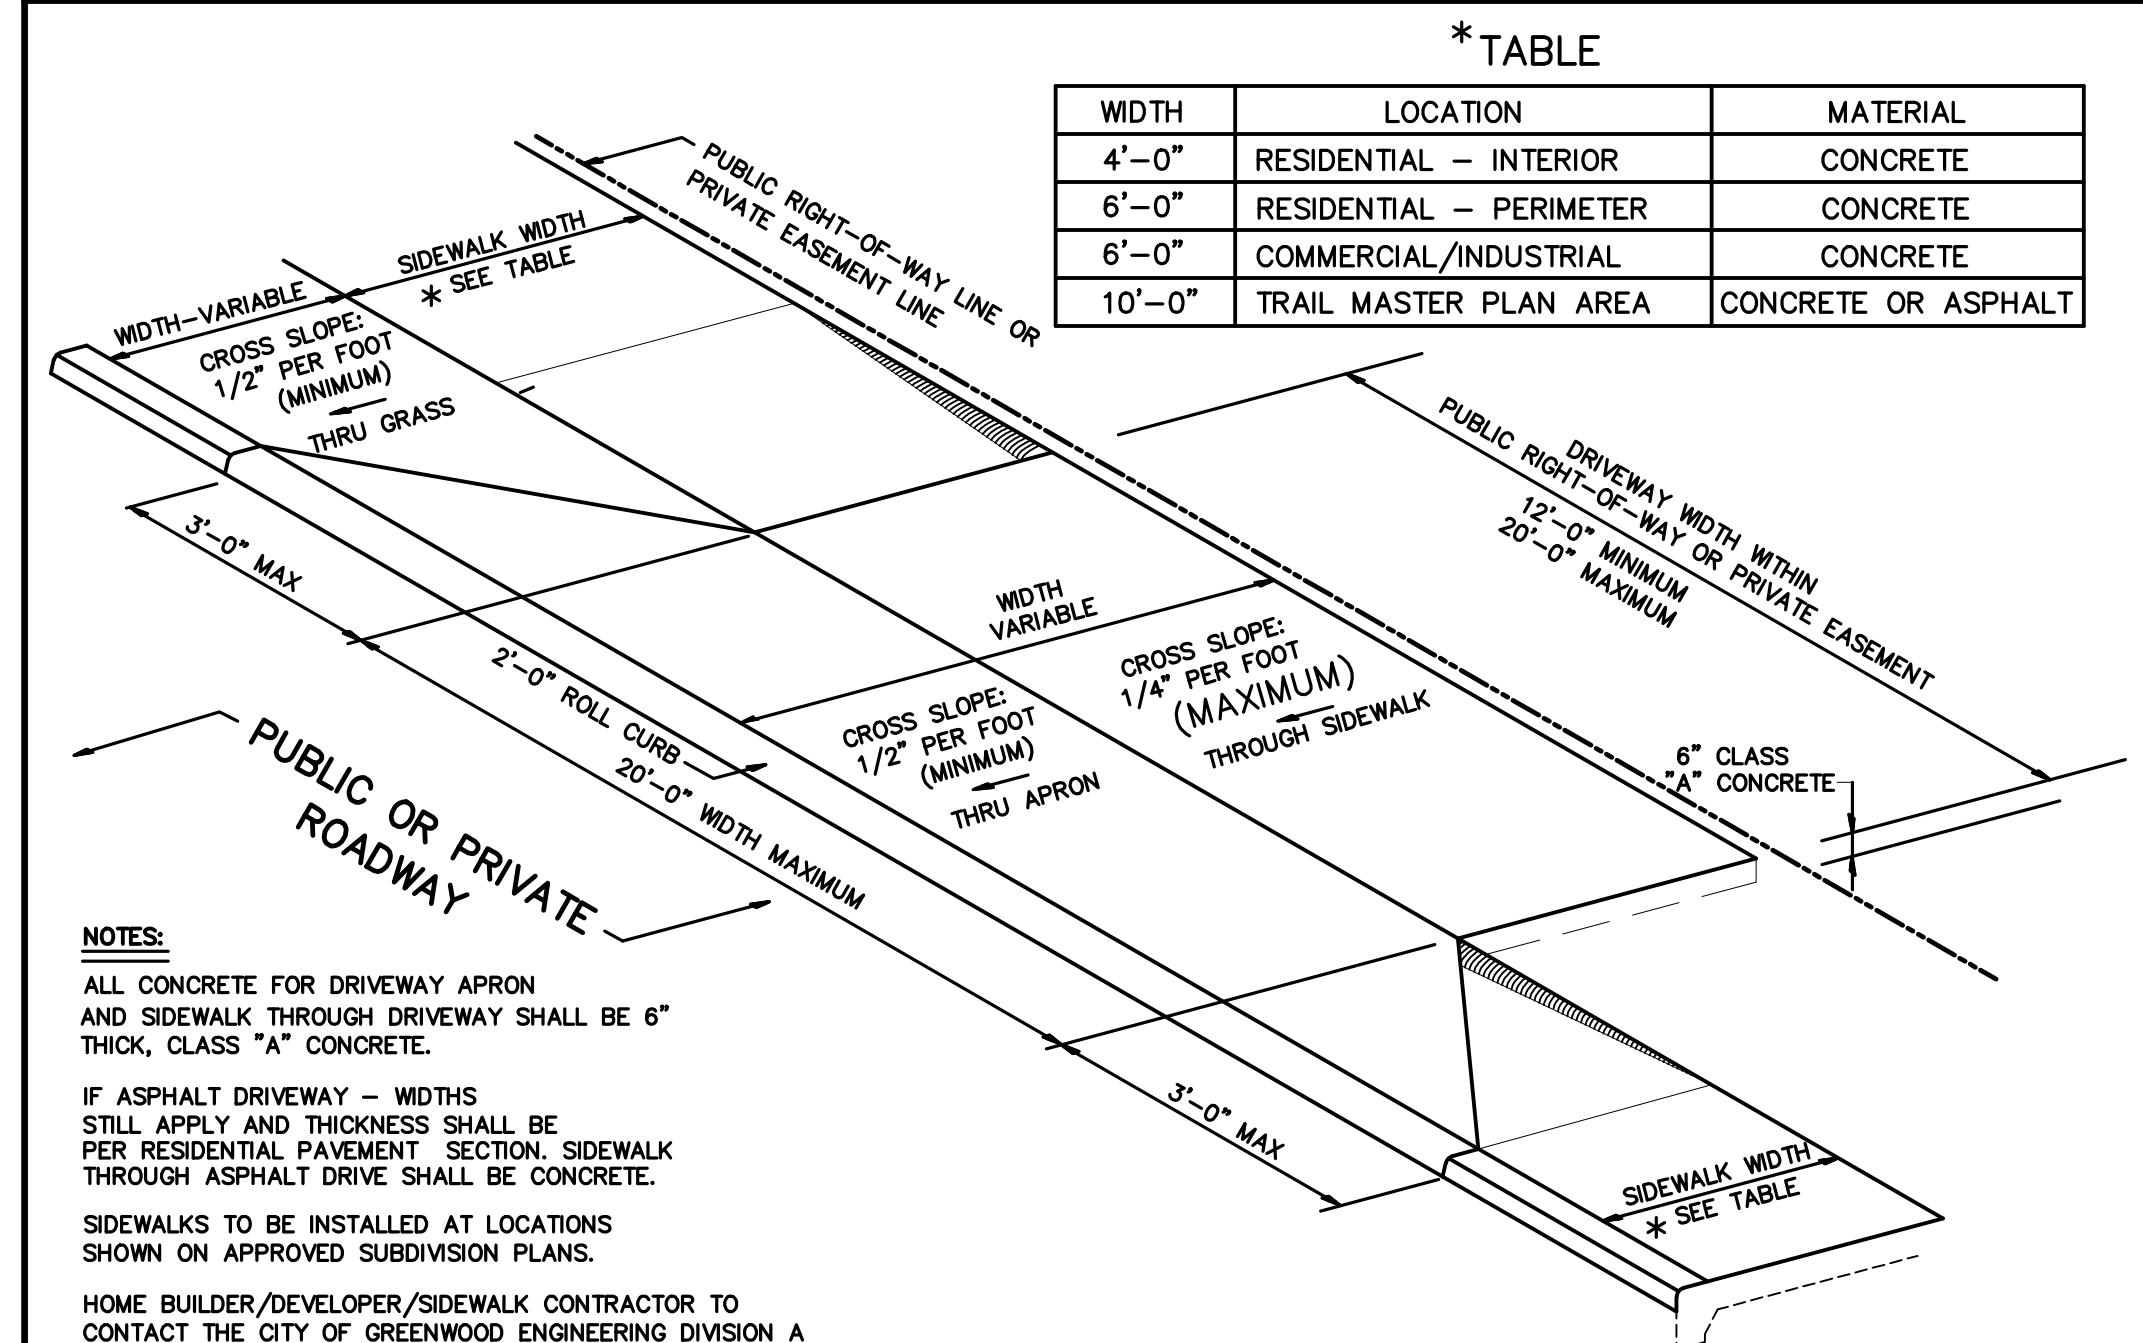 * TABLE
WIDTH LOCATION MATERIAL
4'-0" RESIDENTIAL - INTERIOR CONCRETE
6'-0" RESIDENTIAL - PERIMETER CONCRETE
6'-0" COMMERCIAL/INDUSTRIAL CONCRETE
10'-0" TRAIL MASTER PLAN AREA CONCRETE OR ASPHALT
PUBLIC RIGHT-OF-WAY LINE OR
PRIVATE EASEMENT LINE
SIDEWALK WIDTH
* SEE TABLE
WIDTH-VARIABLE
CROSS SLOPE:
1/2" PER FOOT
(MINIMUM)
THRU GRASS
DRIVEWAY WIDTH WITHIN
PUBLIC RIGHT-OF-WAY OR PRIVATE EASEMENT
12'-0" MINIMUM
20'-0" MAXIMUM
3'-0" MAX
WIDTH
VARIABLE
CROSS SLOPE:
1/4" PER FOOT
(MAXIMUM)
THROUGH SIDEWALK
2'-0" ROLL CURB
CROSS SLOPE:
1/2" PER FOOT
(MINIMUM)
THRU APRON
6" CLASS
"A" CONCRETE
20'-0" WIDTH MAXIMUM
PUBLIC OR PRIVATE
ROADWAY
3'-0" MAX
SIDEWALK WIDTH
* SEE TABLE
NOTES:
ALL CONCRETE FOR DRIVEWAY APRON
AND SIDEWALK THROUGH DRIVEWAY SHALL BE 6"
THICK, CLASS "A" CONCRETE.
IF ASPHALT DRIVEWAY - WIDTHS
STILL APPLY AND THICKNESS SHALL BE
PER RESIDENTIAL PAVEMENT SECTION. SIDEWALK
THROUGH ASPHALT DRIVE SHALL BE CONCRETE.
SIDEWALKS TO BE INSTALLED AT LOCATIONS
SHOWN ON APPROVED SUBDIVISION PLANS.
HOME BUILDER/DEVELOPER/SIDEWALK CONTRACTOR TO
CONTACT THE CITY OF GREENWOOD ENGINEERING DIVISION A